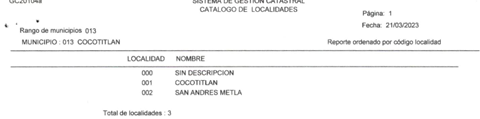 GC20104a
SISTEMA DE GESTION CATASTRAL
CATALOGO DE LOCALIDADES
Página: 1
Fecha: 21/03/2023
Rango de municipios 013
MUNICIPIO : 013 COCOTITLAN
Reporte ordenado por código localidad
LOCALIDAD NOMBRE
000 SIN DESCRIPCION
001 COCOTITLAN
002 SAN ANDRES METLA
Total de localidades : 3